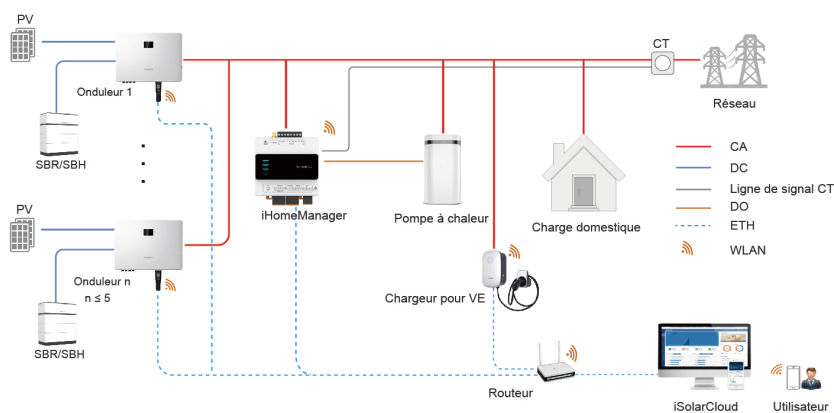 PV
CT
Onduleur 1
Réseau
SBR/SBH
CA
DC
Ligne de signal CT
DO
ETH
WLAN
iHomeManager
Pompe à chaleur
Charge domestique
PV
Onduleur n
n ≤ 5
Chargeur pour VE
SBR/SBH
Routeur
iSolarCloud
Utilisateur